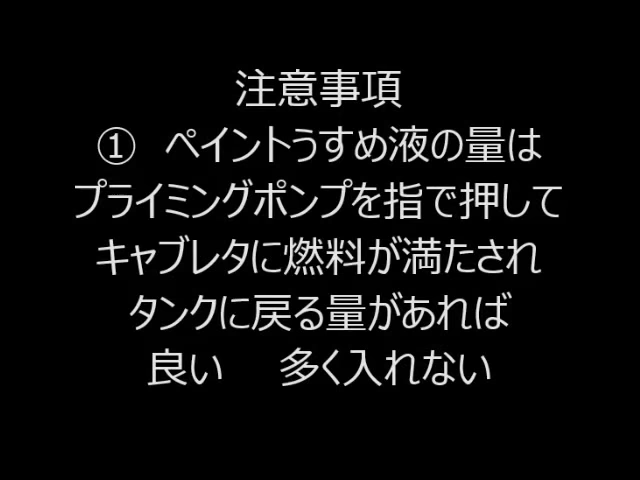 注意事項
① ペイントうすめ液の量は
プライミングポンプを指で押して
キャブレタに燃料が満たされ
タンクに戻る量があれば
良い 多く入れない